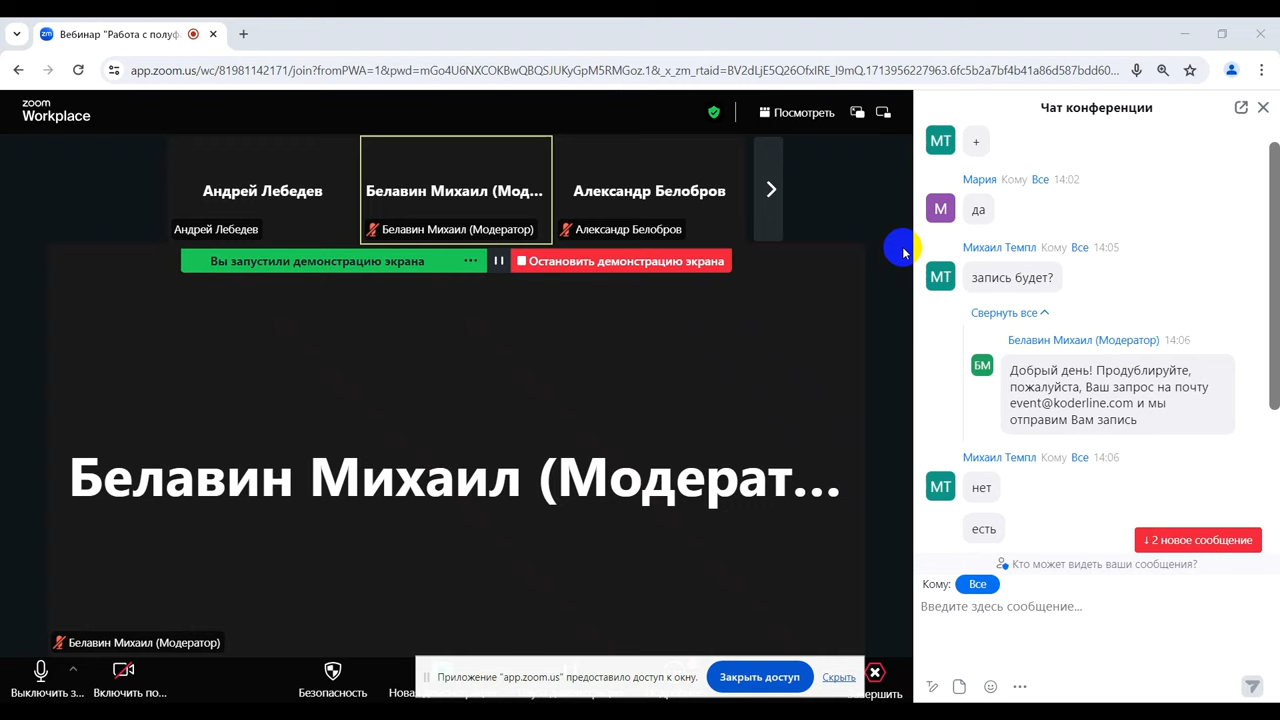 Вебинар "Работа с полуф
app.zoom.us/wc/81981142171/join?fromPWA=1&pwd=mGo4U6NXCOKBwQBQSJUKyGpM5RMGoz.1&_x_zm_rtaid=BV2dLjE5Q26OfxIRE_I9mQ.1713956227963.6fc5b2a7bf4b41a86d587bdd60...
zoom
Workplace
Посмотреть
Андрей Лебедев
Белавин Михаил (Мод...
Александр Белобров
Андрей Лебедев
Белавин Михаил (Модератор)
Александр Белобров
Вы запустили демонстрацию экрана
Остановить демонстрацию экрана
Белавин Михаил (Модерат...
Белавин Михаил (Модератор)
Выключить з...
Включить по...
Безопасность
Приложение "app.zoom.us" предоставило доступ к окну.
Закрыть доступ
Скрыть
Чат конференции
МТ
+
Мария Кому Все 14:02
М
да
Михаил Темпл Кому Все 14:05
МТ
запись будет?
Свернуть все
Белавин Михаил (Модератор) 14:06
БМ
Добрый день! Продублируйте,
пожалуйста, Ваш запрос на почту
event@koderline.com и мы
отправим Вам запись
Михаил Темпл Кому Все 14:06
МТ
нет
есть
↓ 2 новое сообщение
Кто может видеть ваши сообщения?
Кому: Все
Введите здесь сообщение...